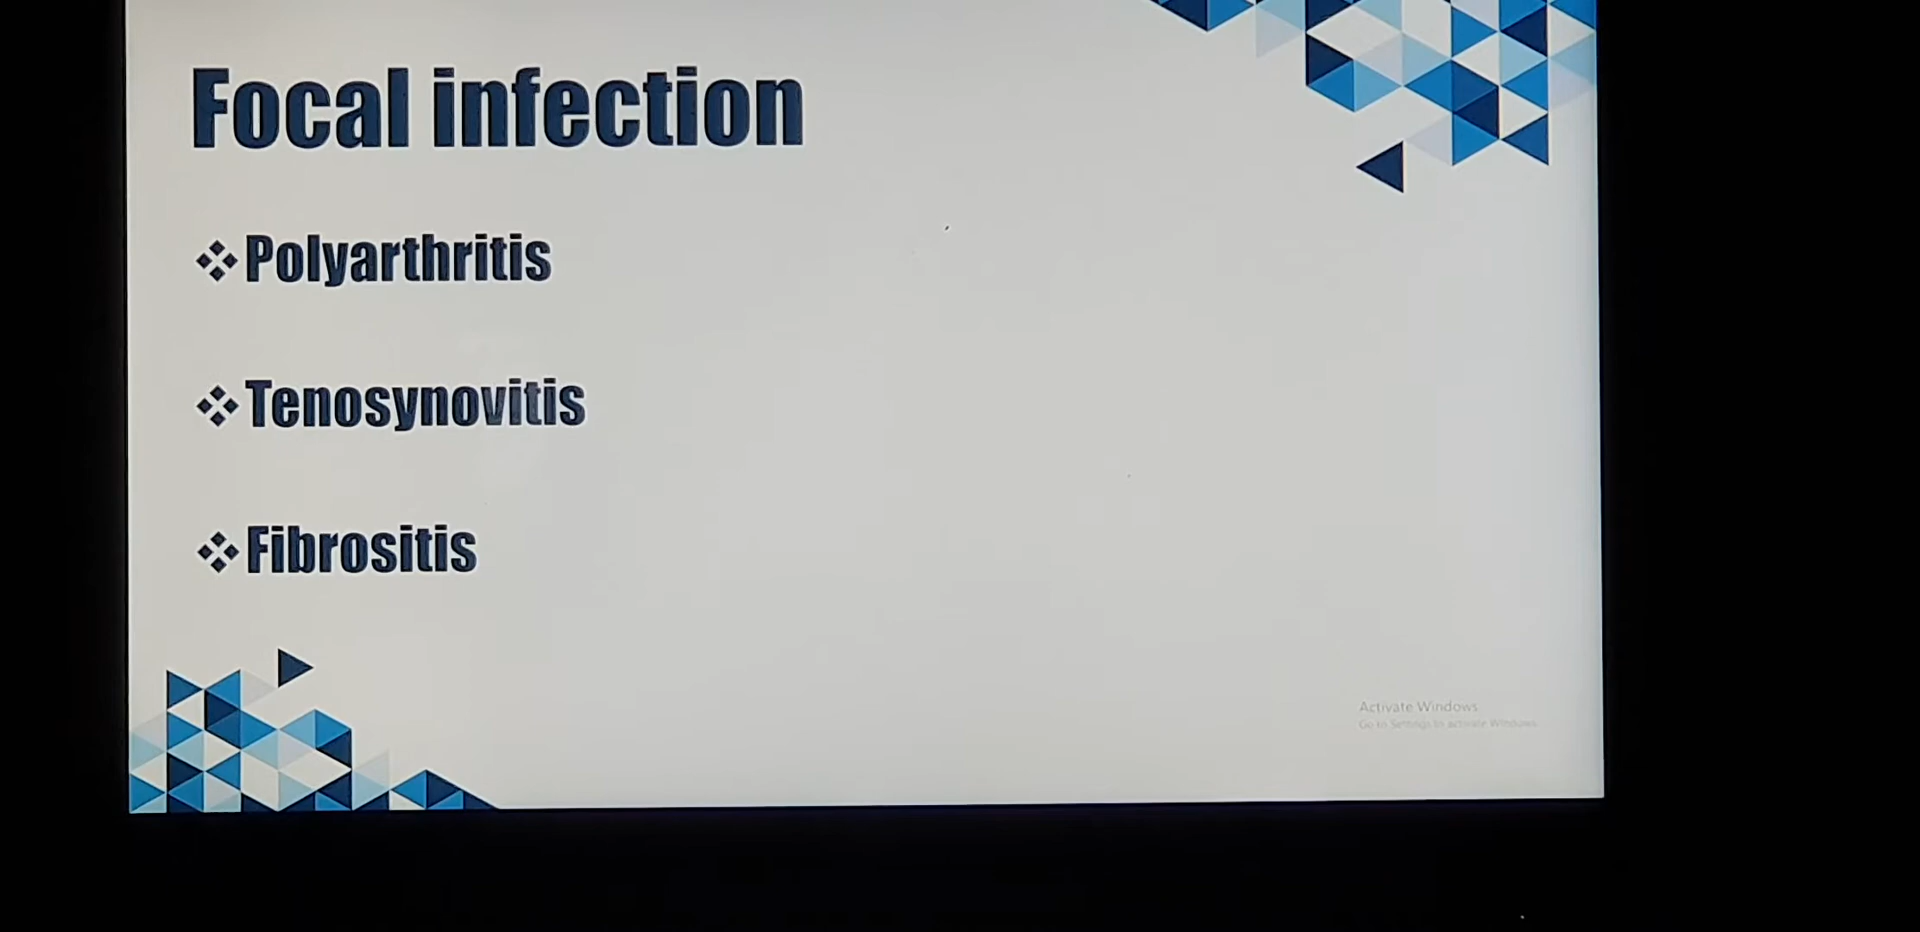 Focal infection
❖Polyarthritis
❖Tenosynovitis
❖Fibrositis
Activate Windows
Go to Settings to activate Windows.